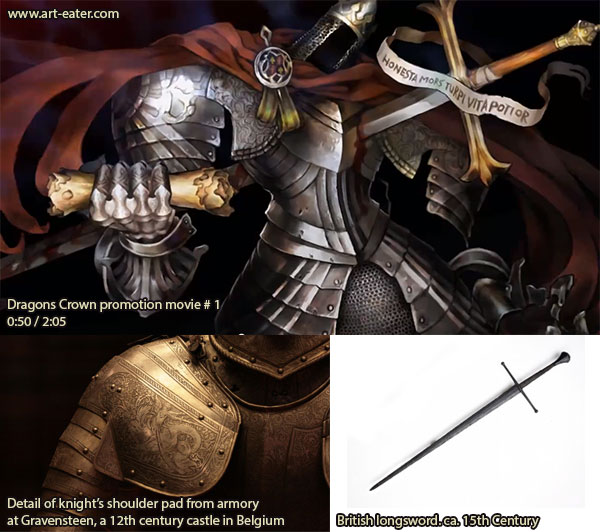 www.art-eater.com
HONESTA MORS TURPI VITA POTIOR
Dragons Crown promotion movie # 1
0:50 / 2:05
Detail of knight's shoulder pad from armory
at Gravensteen, a 12th century castle in Belgium
British longsword. ca. 15th Century